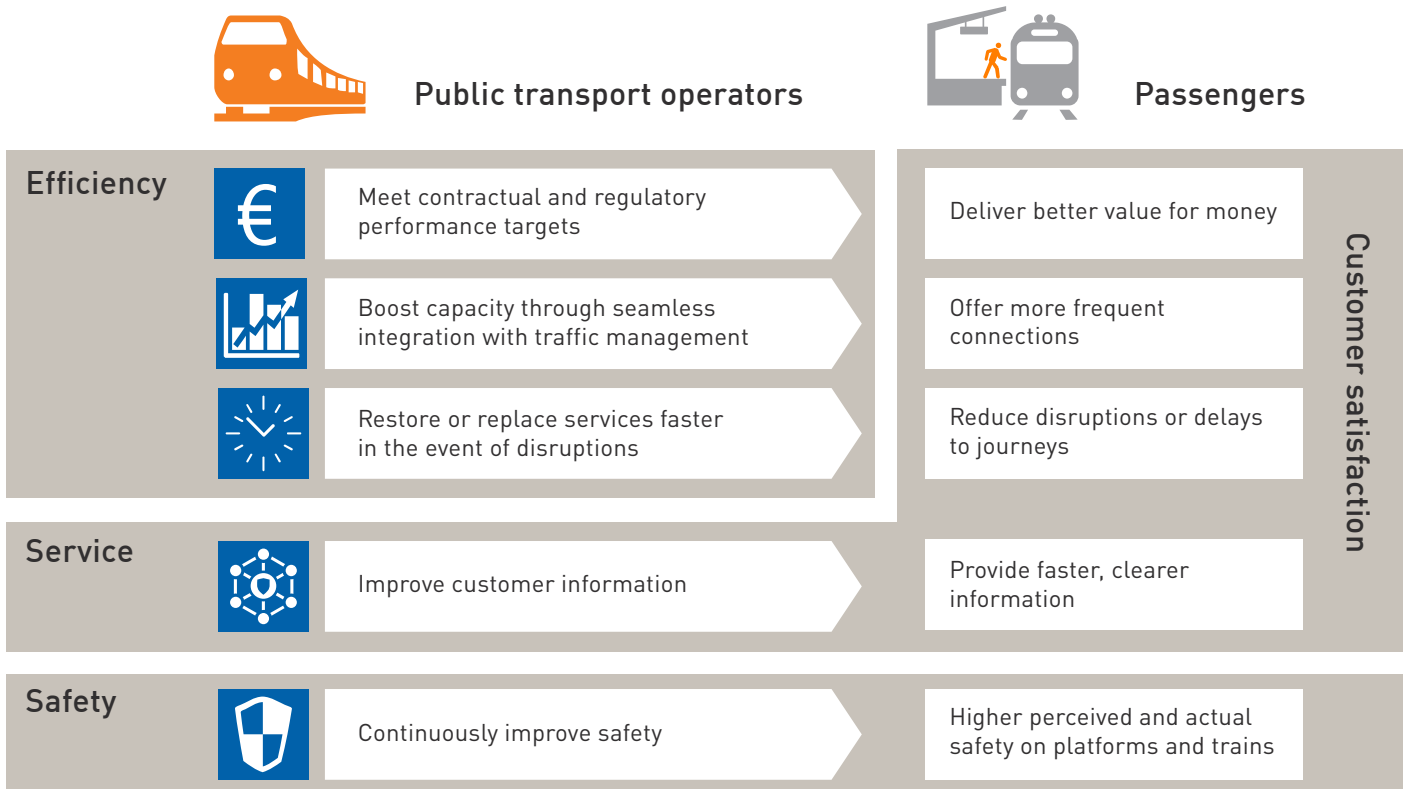 Public transport operators
Passengers
Efficiency
€
Meet contractual and regulatory
performance targets
Deliver better value for money
Boost capacity through seamless
integration with traffic management
Offer more frequent
connections
Restore or replace services faster
in the event of disruptions
Reduce disruptions or delays
to journeys
Customer satisfaction
Service
Improve customer information
Provide faster, clearer
information
Safety
Continuously improve safety
Higher perceived and actual
safety on platforms and trains